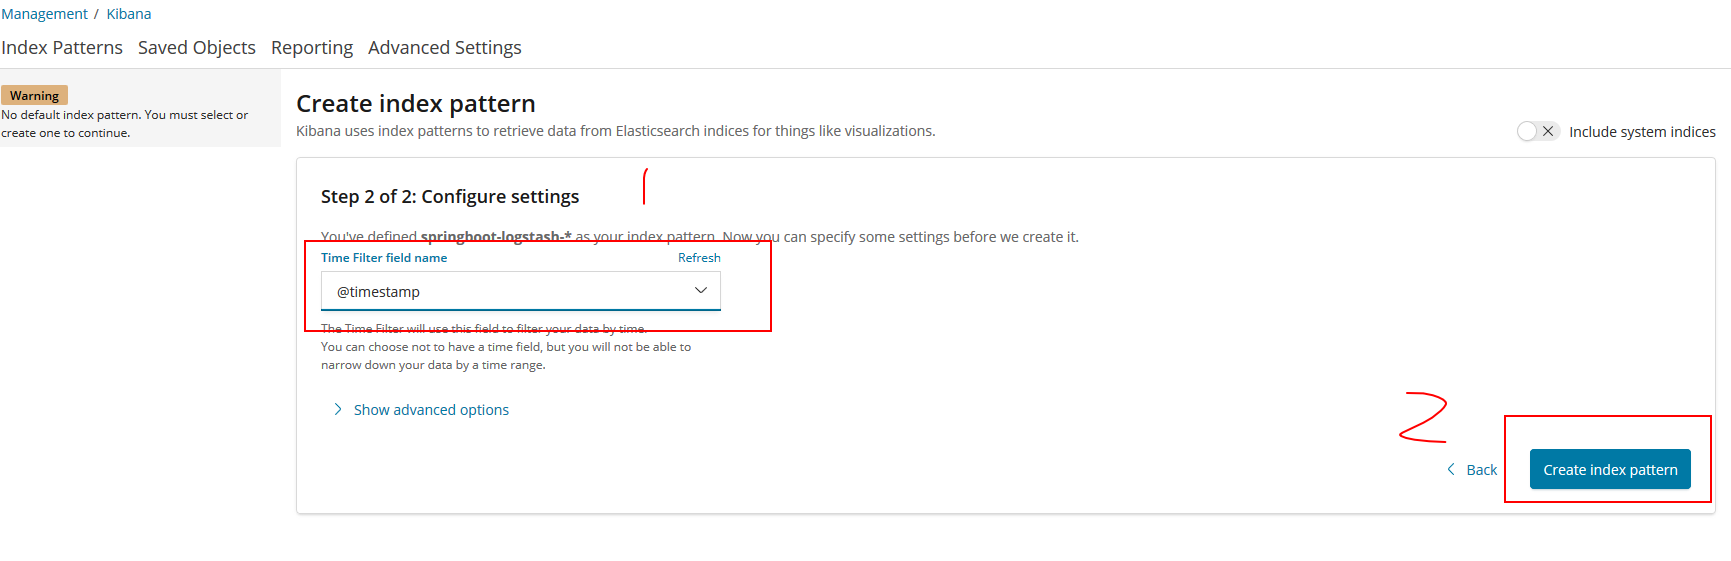 Management / Kibana
Index Patterns Saved Objects Reporting Advanced Settings
Warning
No default index pattern. You must select or
create one to continue.
Create index pattern
Kibana uses index patterns to retrieve data from Elasticsearch indices for things like visualizations.
Include system indices
Step 2 of 2: Configure settings
1
You've defined springboot-logstash-* as your index pattern. Now you can specify some settings before we create it.
Time Filter field name Refresh
@timestamp
The Time Filter will use this field to filter your data by time.
You can choose not to have a time field, but you will not be able to
narrow down your data by a time range.
Show advanced options
2
Back Create index pattern